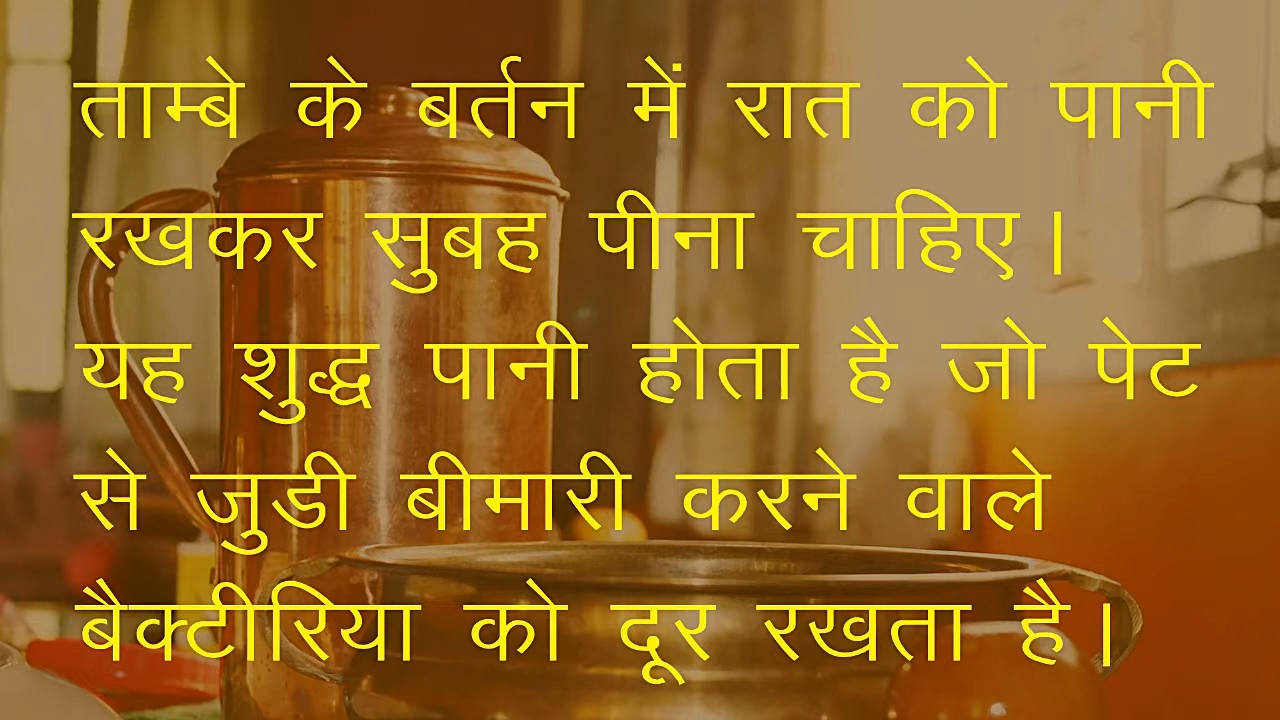 ताम्बे के बर्तन में रात को पानी
रखकर सुबह पीना चाहिए।
यह शुद्ध पानी होता है जो पेट
से जुडी बीमारी करने वाले
बैक्टीरिया को दूर रखता है।